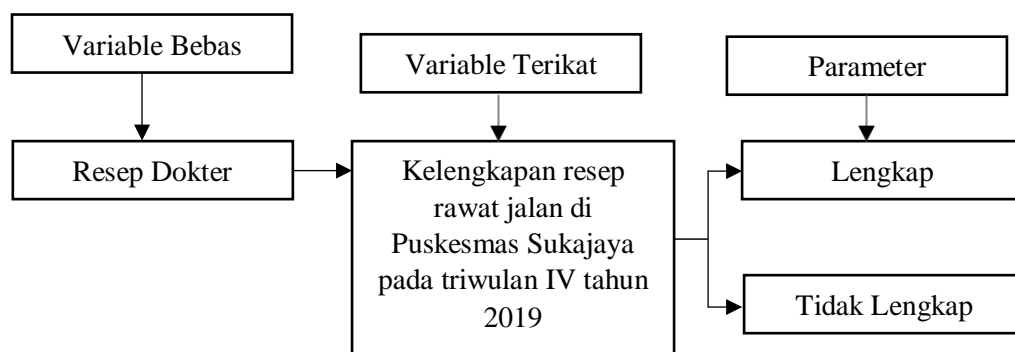 Variable Bebas
Variable Terikat
Parameter
Resep Dokter
Kelengkapan resep
rawat jalan di
Puskesmas Sukajaya
pada triwulan IV tahun
2019
Lengkap
Tidak Lengkap